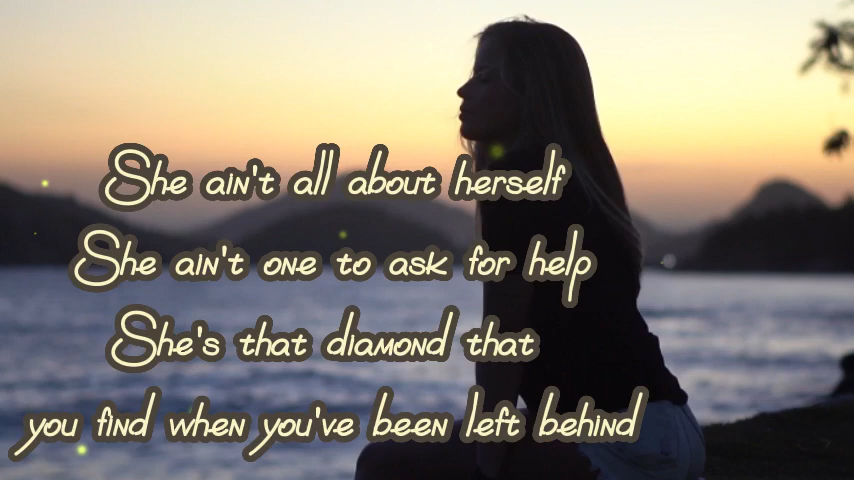 She ain't all about herself
She ain't one to ask for help
She's that diamond that
you find when you've been left behind